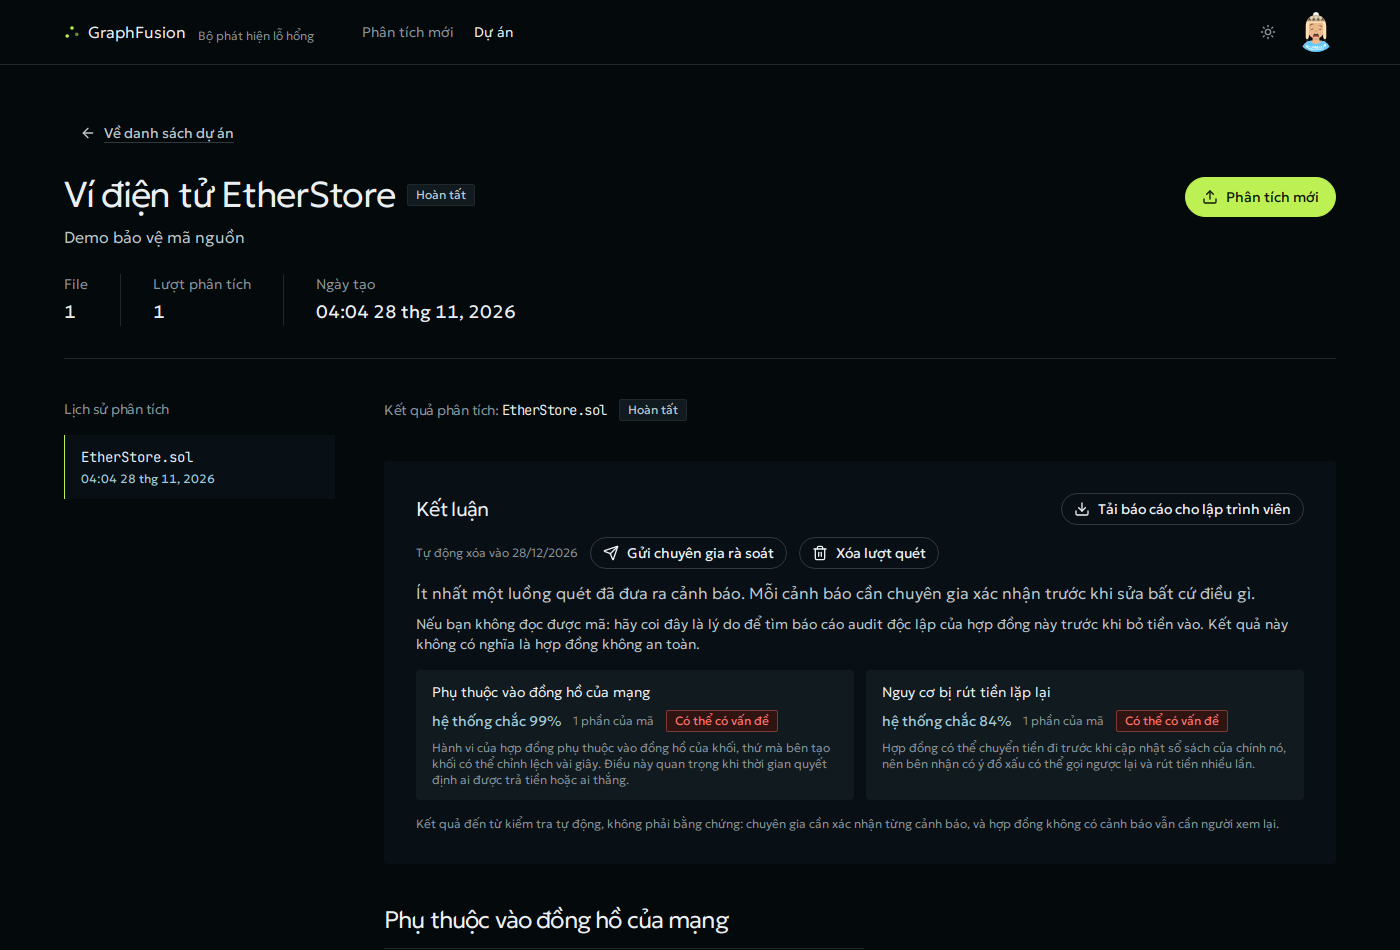 GraphFusion Bộ phát hiện lỗ hổng Phân tích mới Dự án
Về danh sách dự án
Ví điện tử EtherStore Hoàn tất
Phân tích mới
Demo bảo vệ mã nguồn
File
1
Lượt phân tích
1
Ngày tạo
04:04 28 thg 11, 2026
Lịch sử phân tích
EtherStore.sol
04:04 28 thg 11, 2026
Kết quả phân tích: EtherStore.sol Hoàn tất
Kết luận
Tải báo cáo cho lập trình viên
Tự động xóa vào 28/12/2026 Gửi chuyên gia rà soát Xóa lượt quét
Ít nhất một luồng quét đã đưa ra cảnh báo. Mỗi cảnh báo cần chuyên gia xác nhận trước khi sửa bất cứ điều gì.
Nếu bạn không đọc được mã: hãy coi đây là lý do để tìm báo cáo audit độc lập của hợp đồng này trước khi bỏ tiền vào. Kết quả này
không có nghĩa là hợp đồng không an toàn.
Phụ thuộc vào đồng hồ của mạng
hệ thống chắc 99% 1 phần của mã Có thể có vấn đề
Hành vi của hợp đồng phụ thuộc vào đồng hồ của khối, thứ mà bên tạo
khối có thể chỉnh lệch vài giây. Điều này quan trọng khi thời gian quyết
định ai được trả tiền hoặc ai thắng.
Nguy cơ bị rút tiền lặp lại
hệ thống chắc 84% 1 phần của mã Có thể có vấn đề
Hợp đồng có thể chuyển tiền đi trước khi cập nhật sổ sách của chính nó,
nên bên nhận có ý đồ xấu có thể gọi ngược lại và rút tiền nhiều lần.
Kết quả đến từ kiểm tra tự động, không phải bằng chứng: chuyên gia cần xác nhận từng cảnh báo, và hợp đồng không có cảnh báo vẫn cần người xem lại.
Phụ thuộc vào đồng hồ của mạng